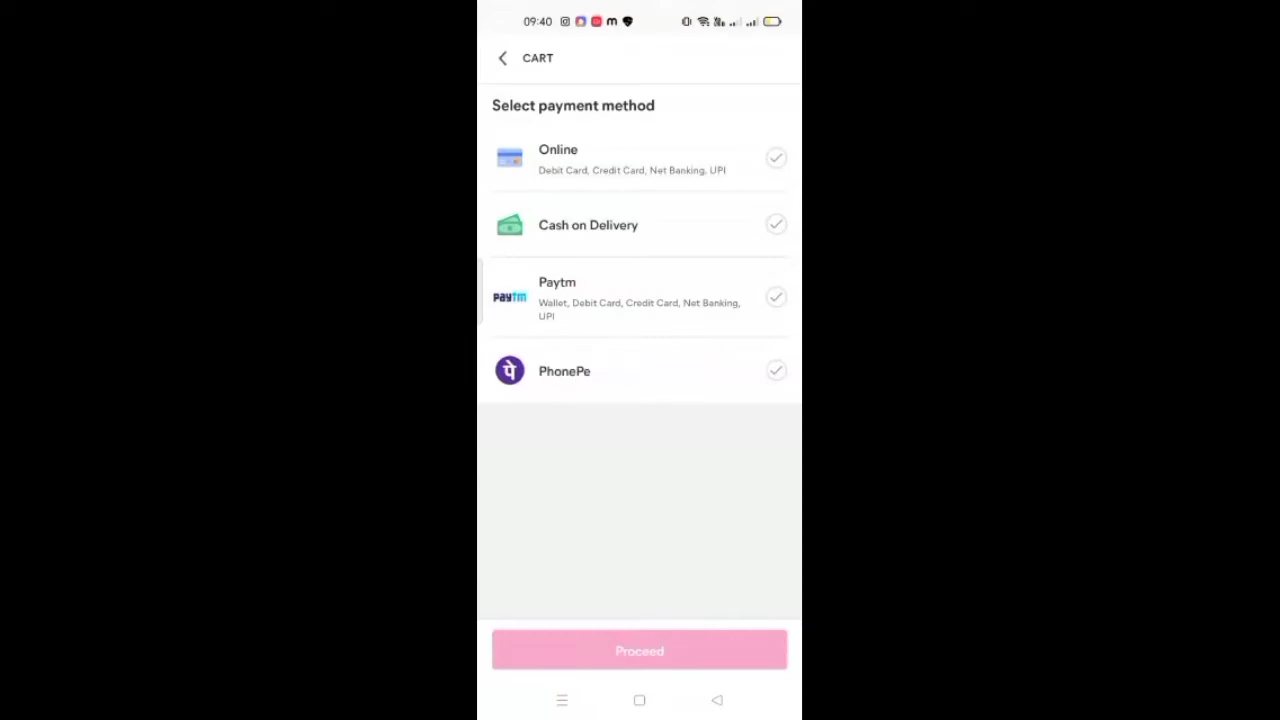 09:40
CART
Select payment method
Online
Debit Card, Credit Card, Net Banking, UPI
Cash on Delivery
paytm
Paytm
Wallet, Debit Card, Credit Card, Net Banking,
UPI
पे
PhonePe
Proceed